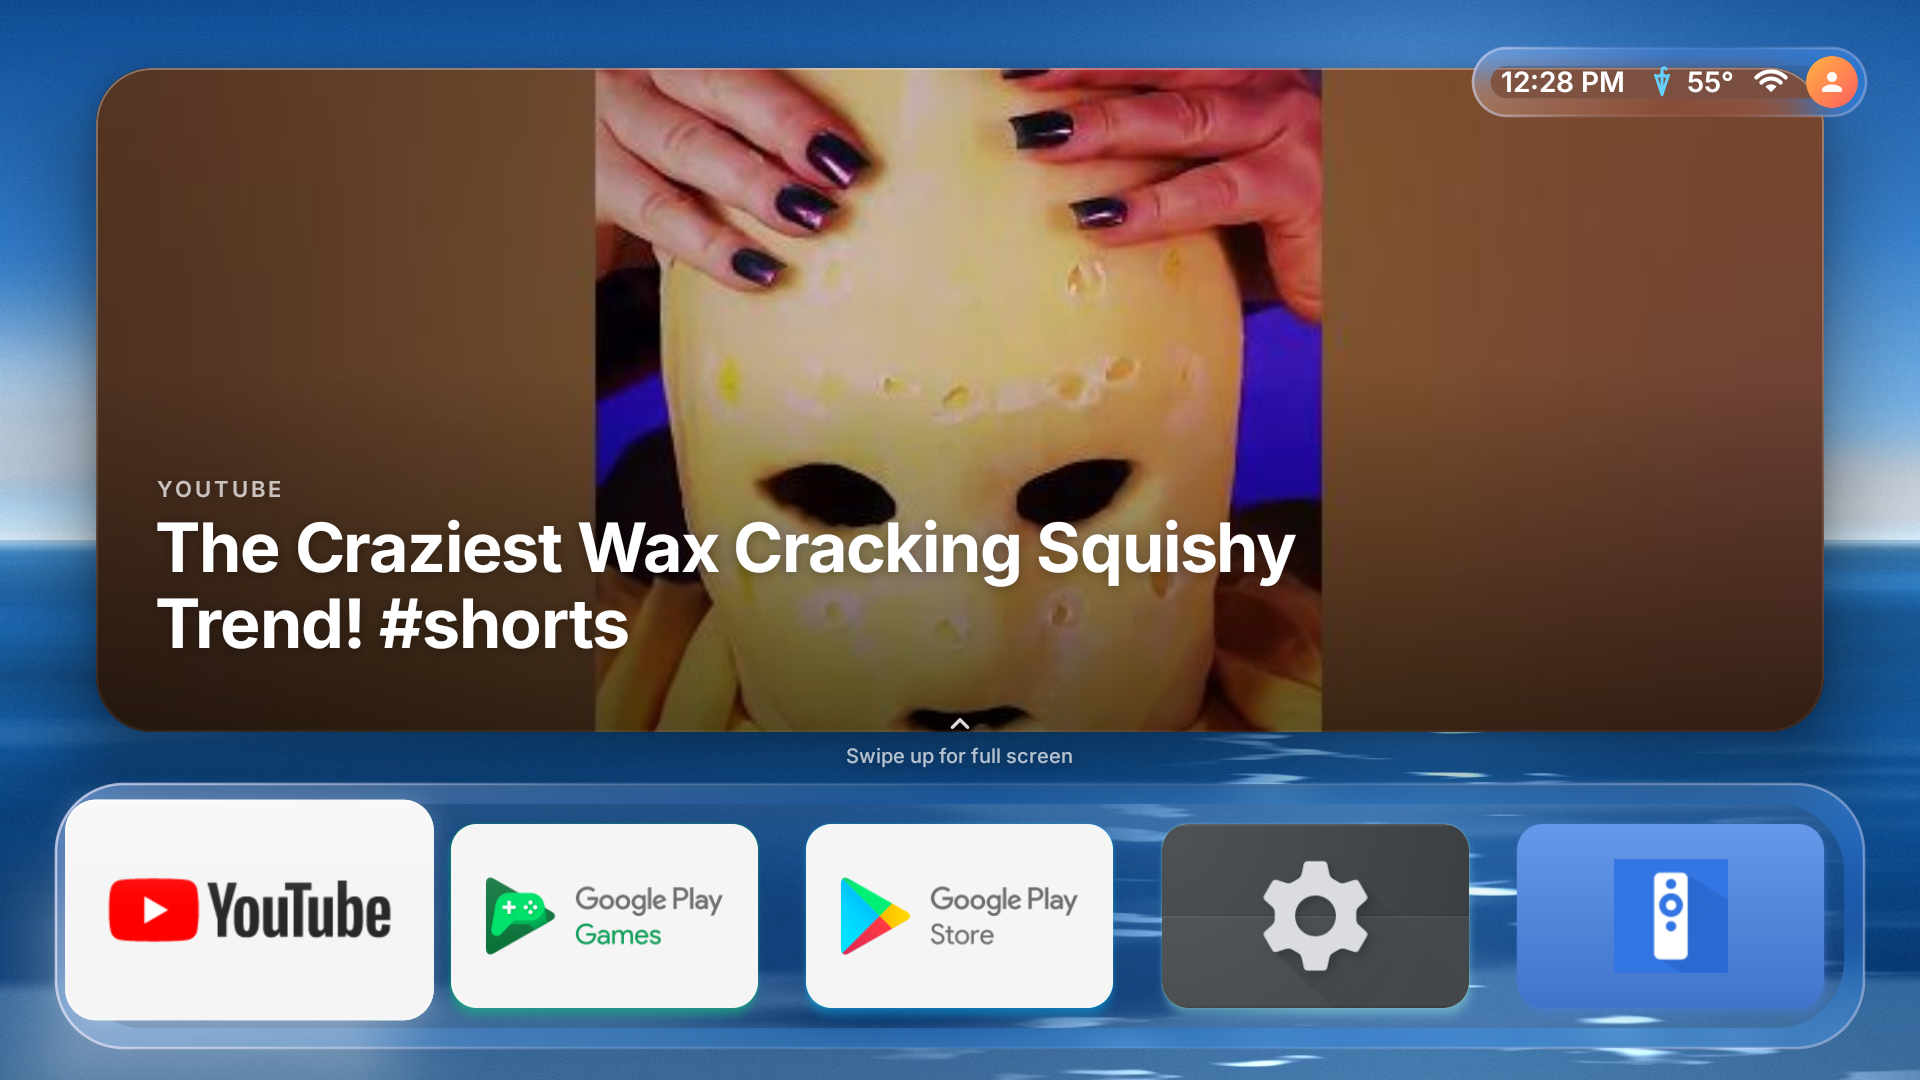 12:28 PM 55°
YOUTUBE
The Craziest Wax Cracking Squishy
Trend! #shorts
Swipe up for full screen
YouTube
Google Play
Games
Google Play
Store